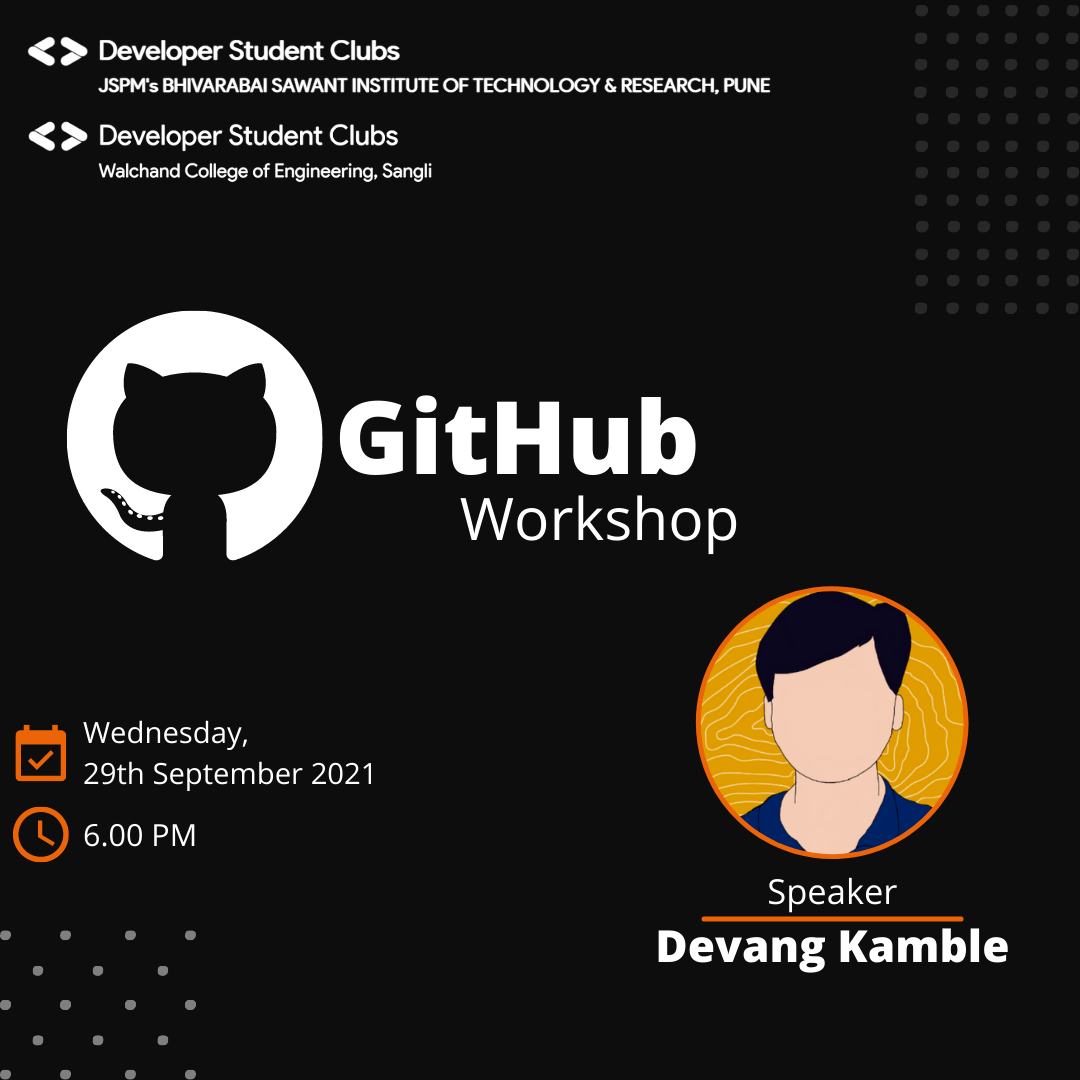 Developer Student Clubs
JSPM's BHIVARABAI SAWANT INSTITUTE OF TECHNOLOGY & RESEARCH, PUNE
Developer Student Clubs
Walchand College of Engineering, Sangli
GitHub
Workshop
Wednesday,
29th September 2021
6.00 PM
Speaker
Devang Kamble